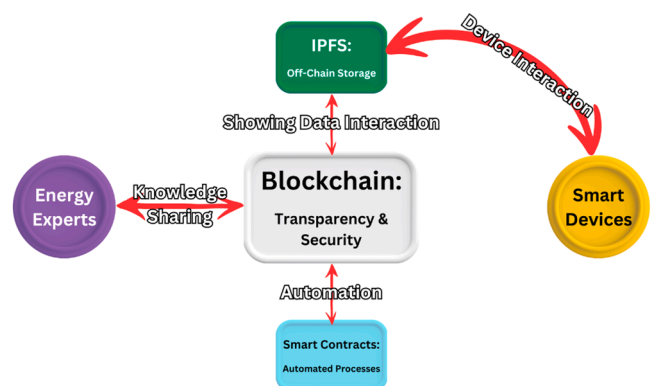 IPFS:
Off-Chain Storage
Device Interaction
Showing Data Interaction
Energy
Experts
Knowledge
Sharing
Blockchain:
Transparency &
Security
Smart
Devices
Automation
Smart Contracts:
Automated Processes